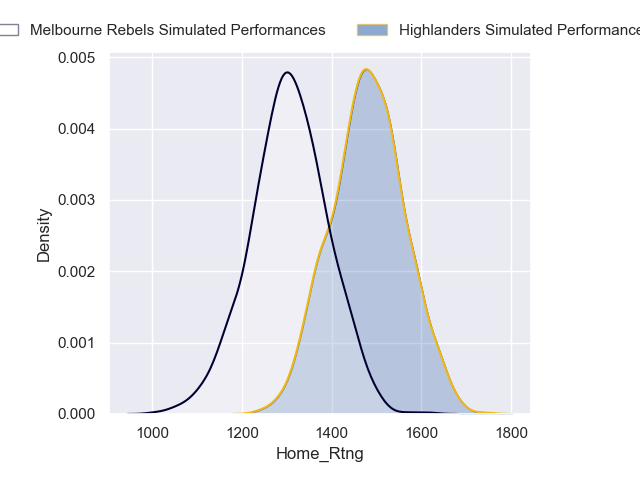 Melbourne Rebels Simulated Performances
Highlanders Simulated Performance
0.005
0.004
0.003
0.002
0.001
0.000
Density
1000 1200 1400 1600 1800
Home_Rtng